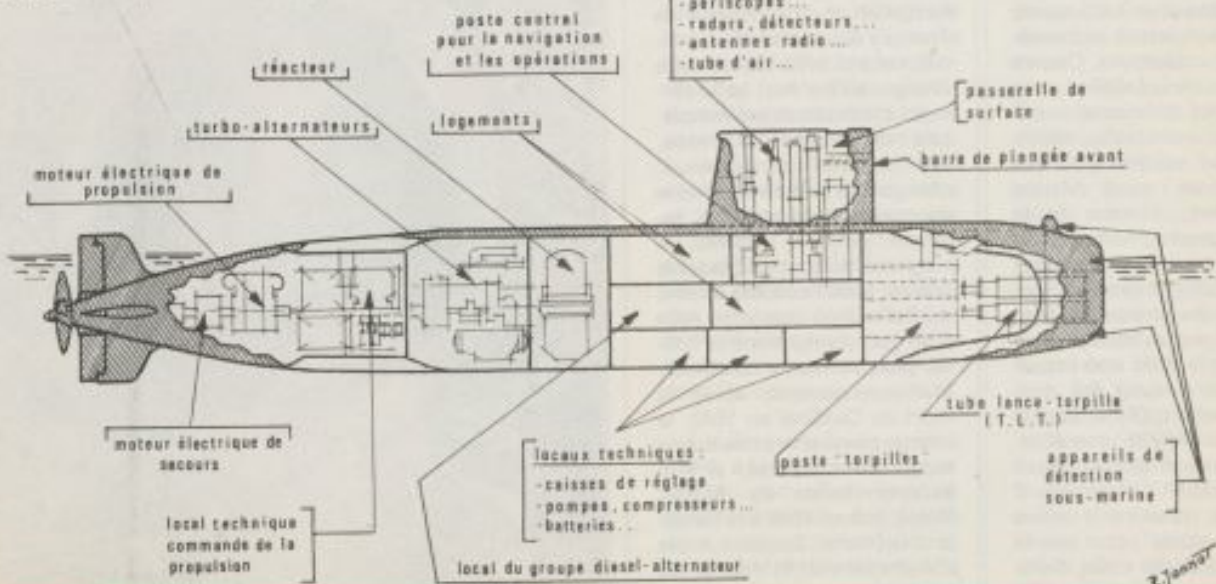 -périscopes...
-radars, détecteurs...
-antennes radio...
-tube d'air...
poste central
pour la navigation
et les opérations
réacteur
turbo-alternateurs
logements
passerelle de
surface
barre de plongée avant
moteur électrique de
propulsion
moteur électrique de
secours
local technique
commande de la
propulsion
locaux techniques:
-caisses de réglage
-pompes, compresseurs...
-batteries...
local du groupe diesel-alternateur
poste "torpilles"
tube lance-torpille
(T.L.T.)
appareils de
détection
sous-marine